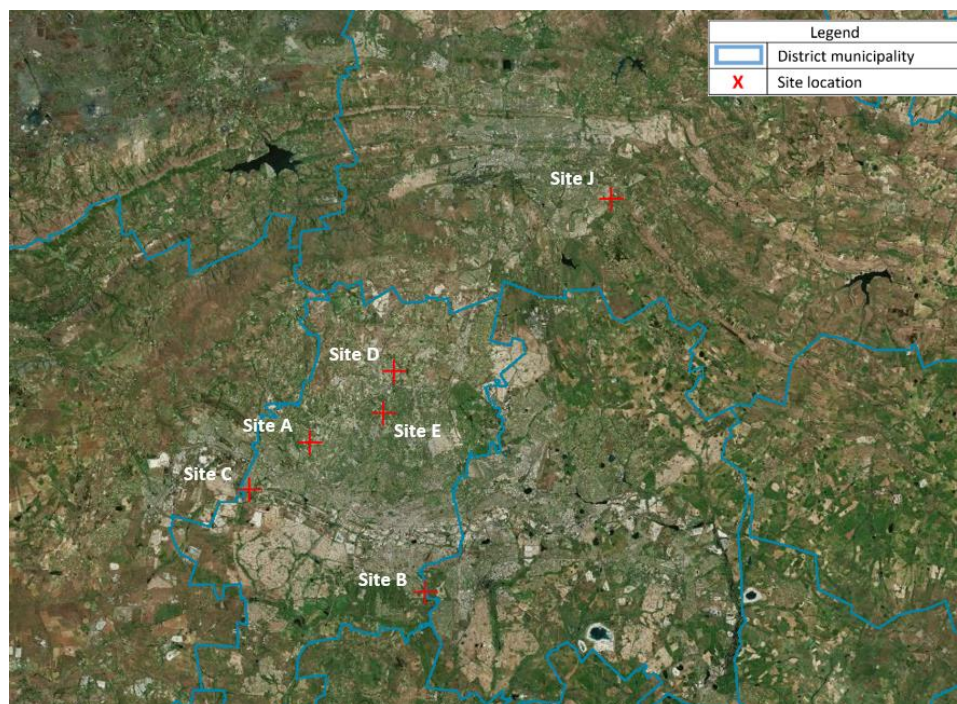 Legend
District municipality
X Site location
Site J
Site D
Site E
Site A
Site C
Site B